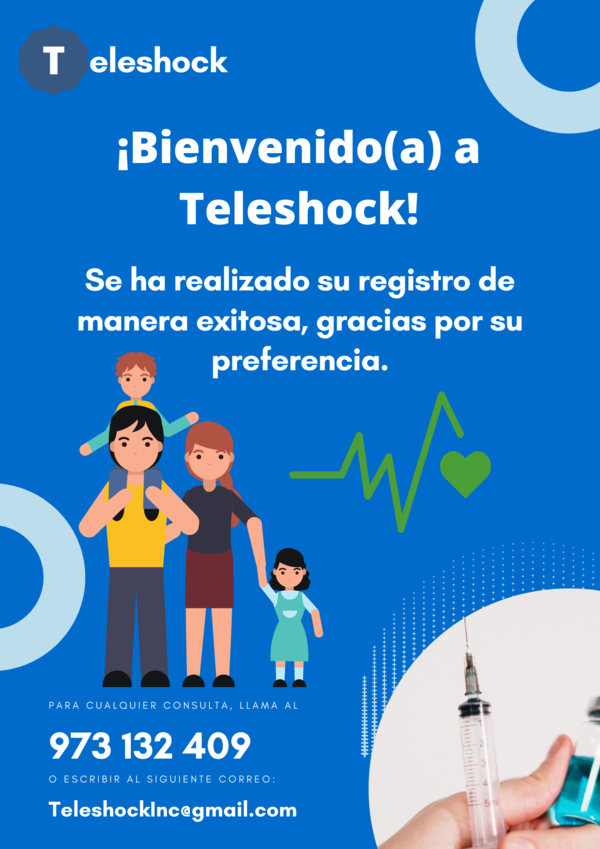 Teleshock
¡Bienvenido(a) a
Teleshock!
Se ha realizado su registro de
manera exitosa, gracias por su
preferencia.
PARA CUALQUIER CONSULTA, LLAMA AL
973 132 409
O ESCRIBIR AL SIGUIENTE CORREO:
TeleshockInc@gmail.com